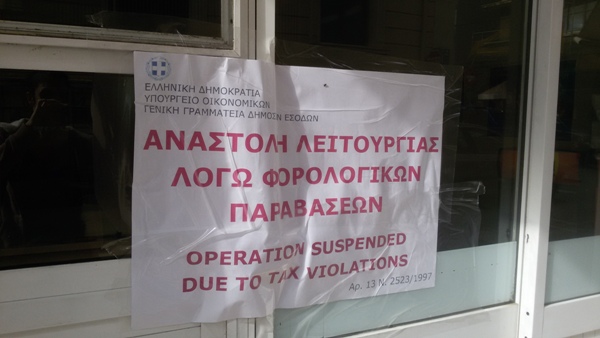 ΕΛΛΗΝΙΚΗ ΔΗΜΟΚΡΑΤΙΑ
ΥΠΟΥΡΓΕΙΟ ΟΙΚΟΝΟΜΙΚΩΝ
ΓΕΝΙΚΗ ΓΡΑΜΜΑΤΕΙΑ ΔΗΜΟΣΙΩΝ ΕΣΟΔΩΝ
ΑΝΑΣΤΟΛΗ ΛΕΙΤΟΥΡΓΙΑΣ
ΛΟΓΩ ΦΟΡΟΛΟΓΙΚΩΝ
ΠΑΡΑΒΑΣΕΩΝ
OPERATION SUSPENDED
DUE TO TAX VIOLATIONS
Αρ. 13 Ν. 2523/1997